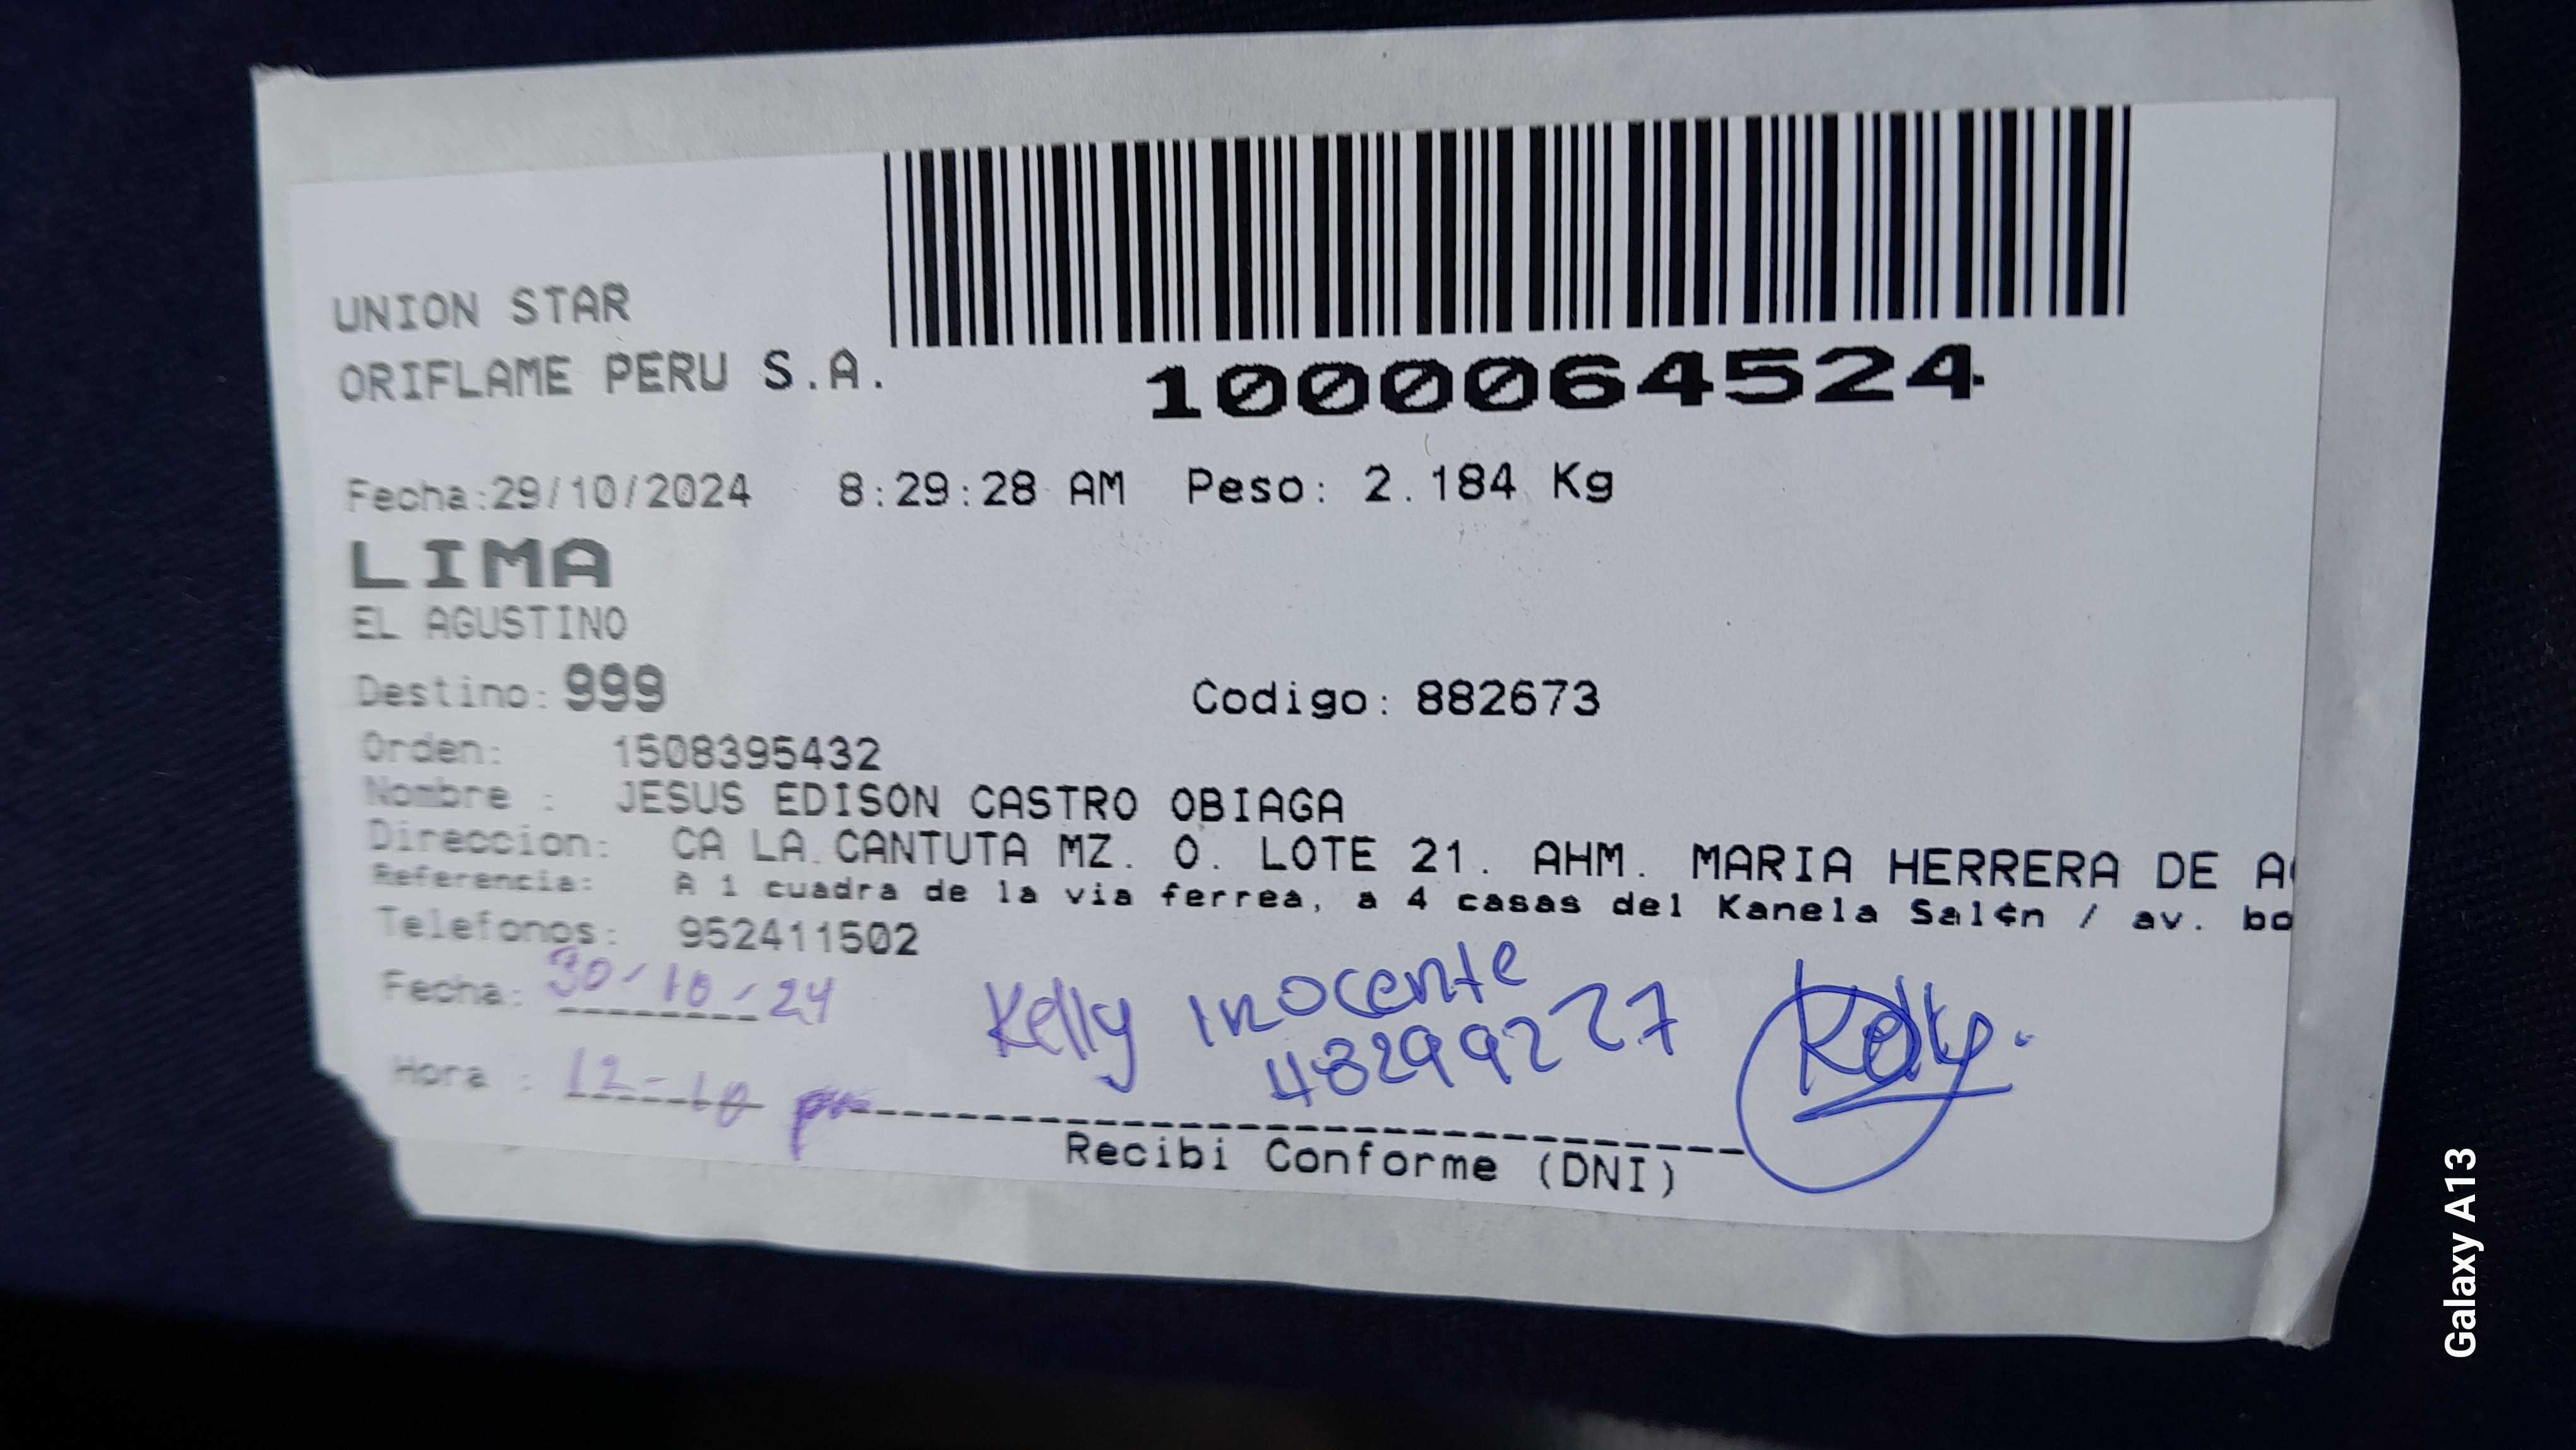 UNION STAR
ORIFLAME PERU S.A.
1000064524
Fecha:29/10/2024 8:29:28 AM Peso: 2.184 Kg
LIMA
EL AGUSTINO
Destino: 999 Codigo: 882673
Orden: 1508395432
Nombre : JESUS EDISON CASTRO OBIAGA
Direccion: CA LA CANTUTA MZ. O. LOTE 21. AHM. MARIA HERRERA DE A
Referencia: A 1 cuadra de la via ferrea, a 4 casas del Kanela Sal¢n / av. bo
Telefonos: 952411502
Fecha: 30-10-24 Kelly Inocente
48299227 Kelly.
Hora : 12-10 pm
Recibi Conforme (DNI)
Galaxy A13